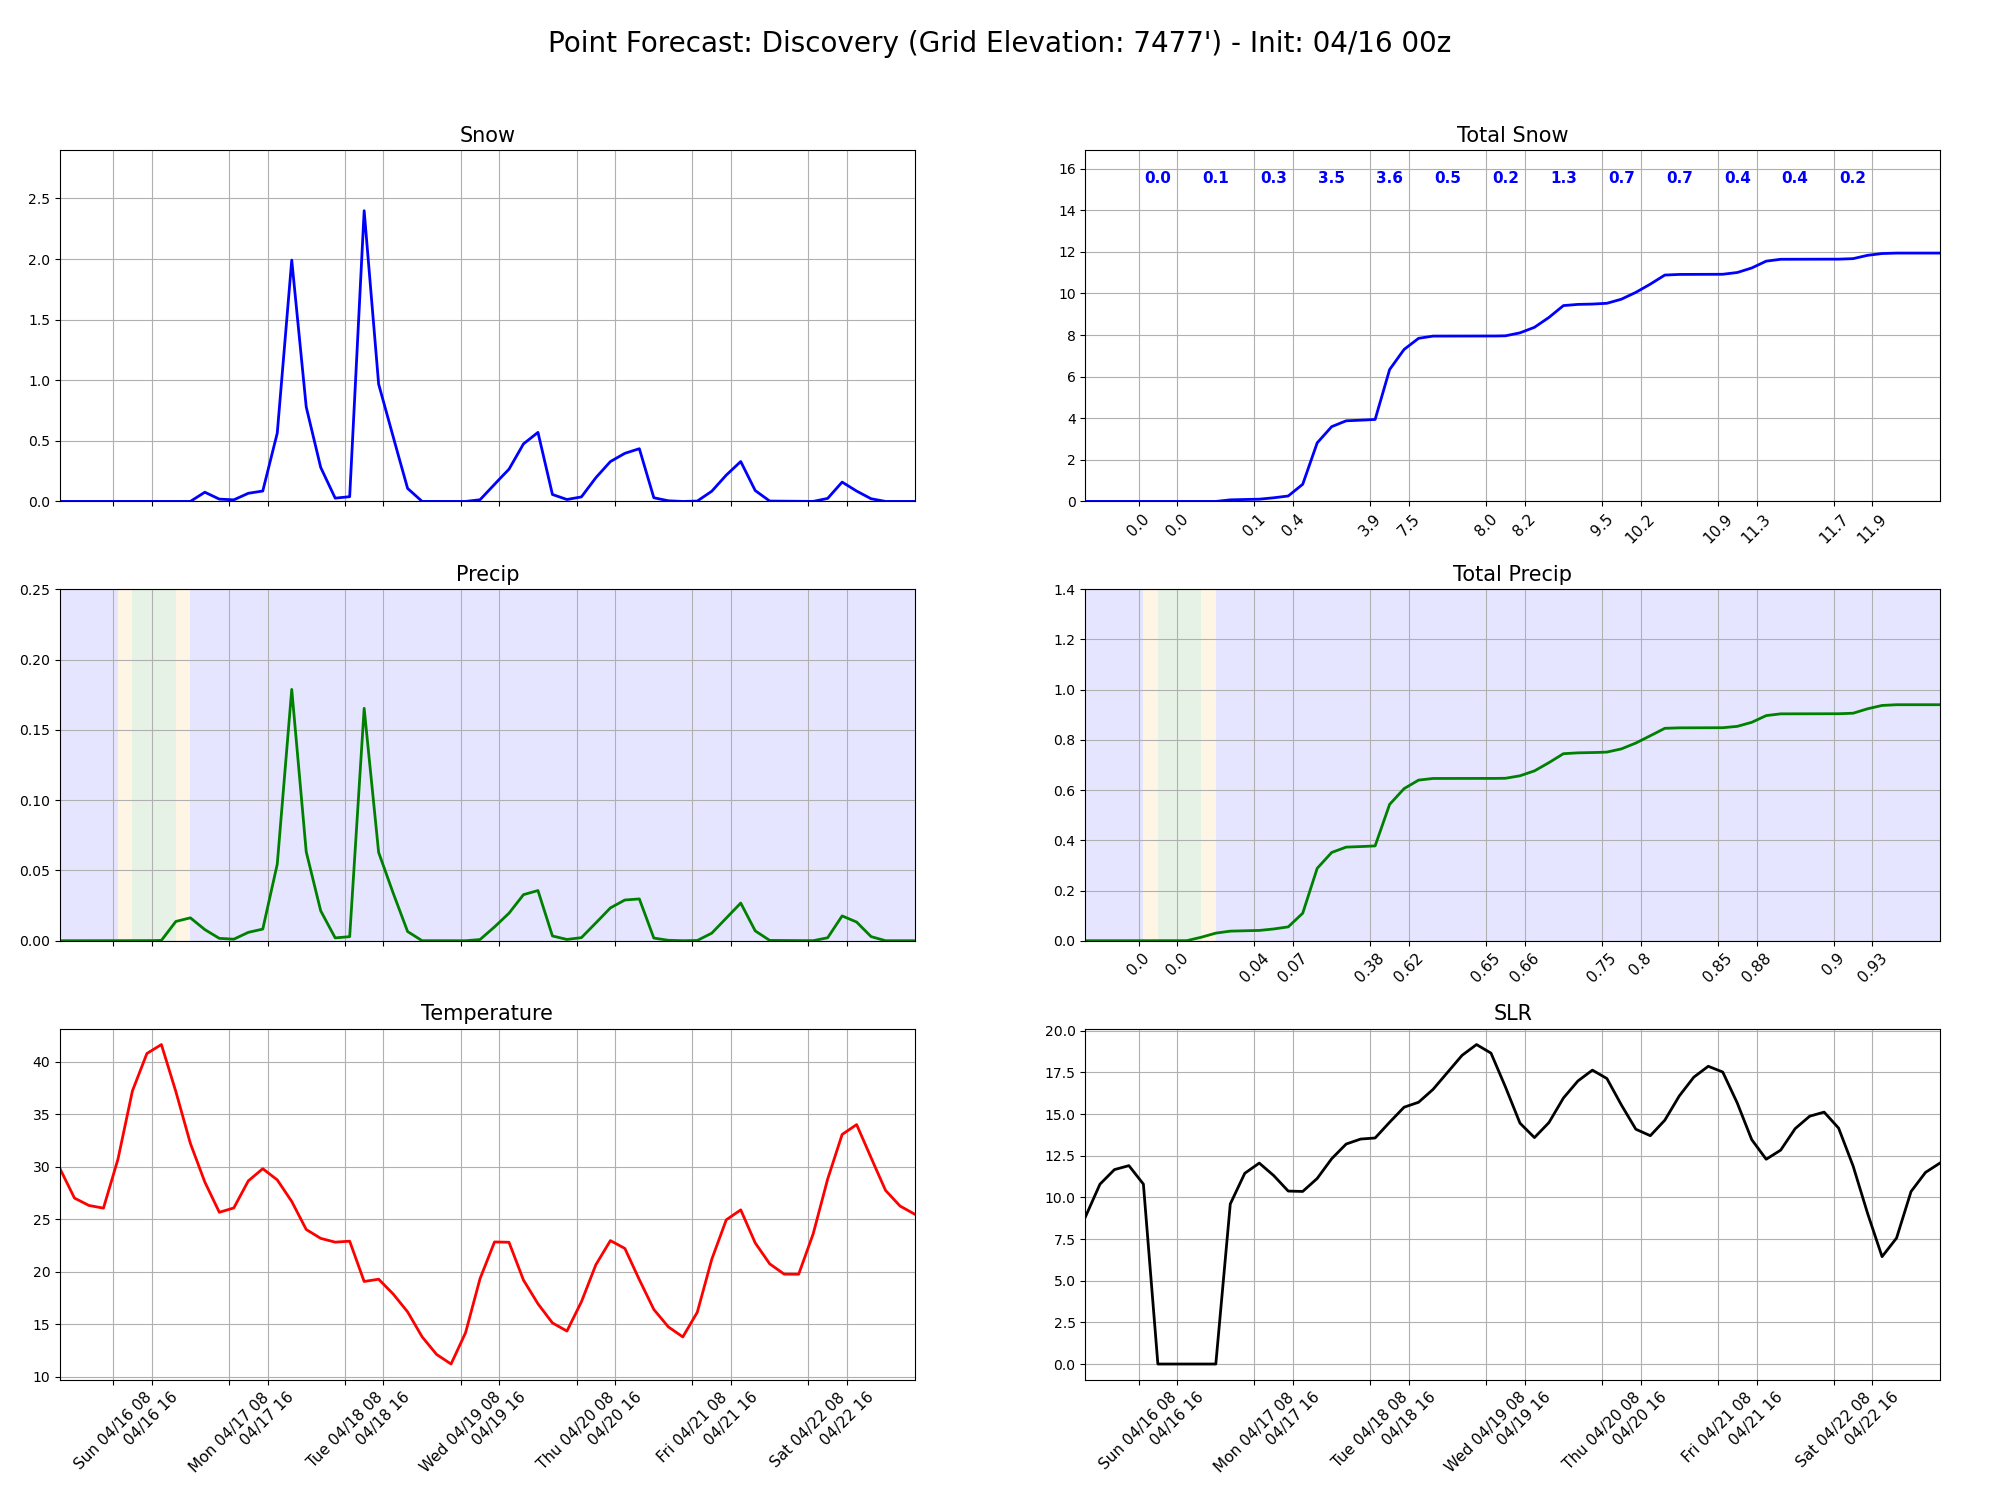 Point Forecast: Discovery (Grid Elevation: 7477') - Init: 04/16 00z
Snow
2.5
2.0
1.5
1.0
0.5
0.0
Total Snow
16
14
12
10
8
6
4
2
0
0.0 0.1 0.3 3.5 3.6 0.5 0.2 1.3 0.7 0.7 0.4 0.4 0.2
0.0 0.0 0.1 0.4 3.9 7.5 8.0 8.2 9.5 10.2 10.9 11.3 11.7 11.9
Precip
0.25
0.20
0.15
0.10
0.05
0.00
Total Precip
1.4
1.2
1.0
0.8
0.6
0.4
0.2
0.0
0.0 0.0 0.04 0.07 0.38 0.62 0.65 0.66 0.75 0.8 0.85 0.88 0.9 0.93
Temperature
40
35
30
25
20
15
10
Sun 04/16 08
04/16 16
Mon 04/17 08
04/17 16
Tue 04/18 08
04/18 16
Wed 04/19 08
04/19 16
Thu 04/20 08
04/20 16
Fri 04/21 08
04/21 16
Sat 04/22 08
04/22 16
SLR
20.0
17.5
15.0
12.5
10.0
7.5
5.0
2.5
0.0
Sun 04/16 08
04/16 16
Mon 04/17 08
04/17 16
Tue 04/18 08
04/18 16
Wed 04/19 08
04/19 16
Thu 04/20 08
04/20 16
Fri 04/21 08
04/21 16
Sat 04/22 08
04/22 16